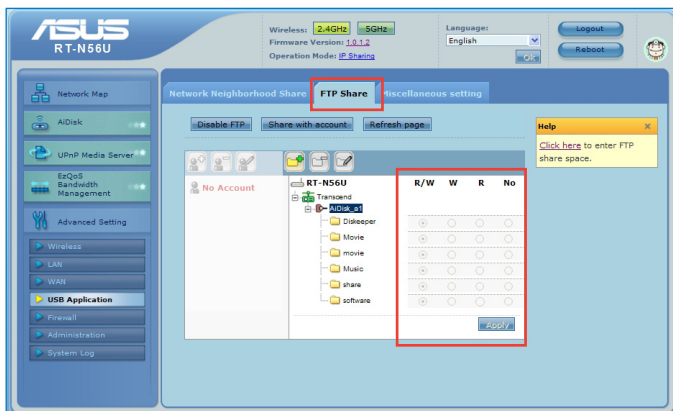 ASUS
RT-N56U
Wireless: 2.4GHz 5GHz
Firmware Version: 1.0.1.2
Operation Mode: IP Sharing
Language:
English
OK
Logout
Reboot
Network Map
AiDisk
UPnP Media Server
EzQoS
Bandwidth
Management
Advanced Setting
Wireless
LAN
WAN
USB Application
Firewall
Administration
System Log
Network Neighborhood Share FTP Share Miscellaneous setting
Disable FTP Share with account Refresh page
No Account
RT-N56U R/W W R No
Transcend
AiDisk_a1
Diskeeper
Movie
movie
Music
share
software
Apply
Help X
Click here to enter FTP
share space.